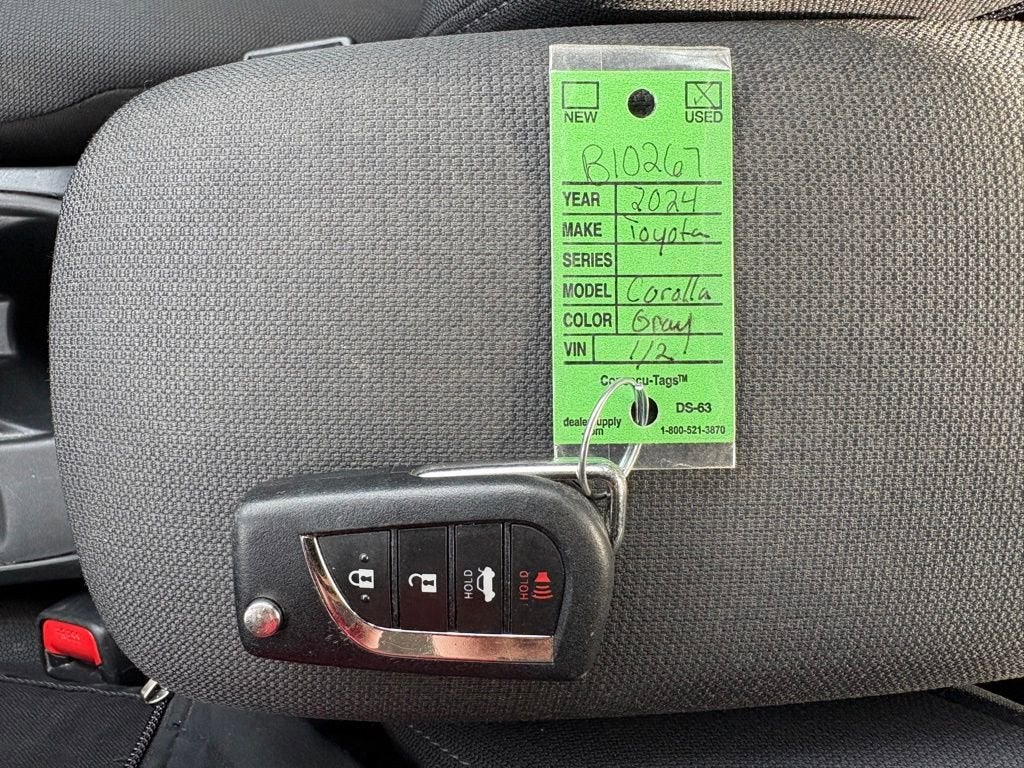 NEW USED
B10267
YEAR 2024
MAKE Toyota
SERIES
MODEL Corolla
COLOR Gray
VIN 1/2
DS-63
1-800-521-3870
HOLD
HOLD